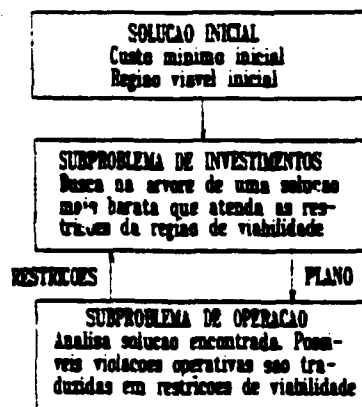 SOLUCAO INICIAL
Custo minimo inicial
Regiao viavel inicial
SUBPROBLEMA DE INVESTIMENTOS
Busca na arvore de uma solucao
mais barata que atenda as res-
tricoes da regiao de viabilidade
RESTRICOES
PLANO
SUBPROBLEMA DE OPERACAO
Analisa solucao encontrada. Possi-
veis violacoes operativas sao tra-
duzidas em restricoes de viabilidade